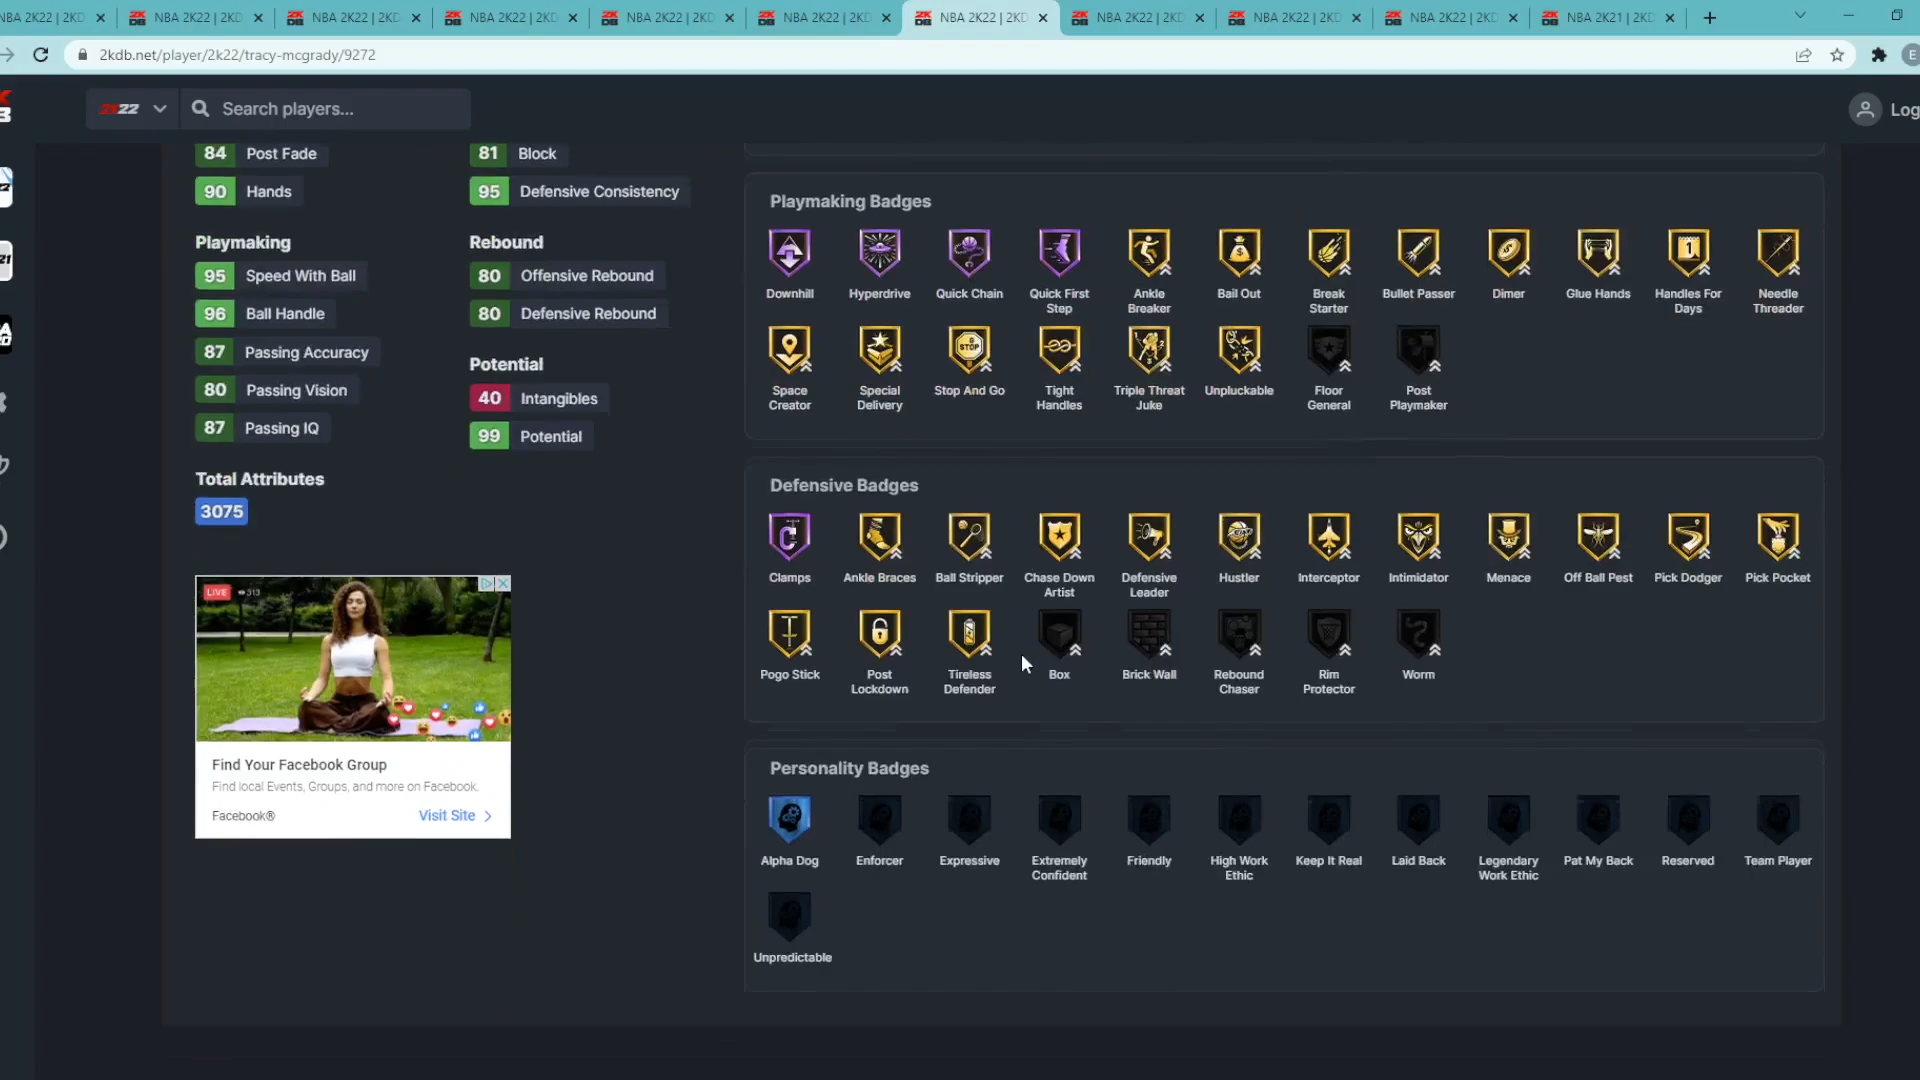 NBA 2K22 | 2KD
NBA 2K22 | 2KD
NBA 2K22 | 2KD
NBA 2K22 | 2KD
NBA 2K22 | 2KD
NBA 2K22 | 2KD
NBA 2K22 | 2KD
NBA 2K22 | 2KD
NBA 2K22 | 2KD
NBA 2K21 | 2KD
2kdb.net/player/2k22/tracy-mcgrady/9272
E
2K22
Search players...
Log
84 Post Fade
90 Hands
Playmaking
95 Speed With Ball
96 Ball Handle
87 Passing Accuracy
80 Passing Vision
87 Passing IQ
Total Attributes
3075
81 Block
95 Defensive Consistency
Rebound
80 Offensive Rebound
80 Defensive Rebound
Potential
40 Intangibles
99 Potential
LIVE 313
Find Your Facebook Group
Find local Events, Groups, and more on Facebook.
Facebook®
Visit Site
Playmaking Badges
Downhill
Hyperdrive
Quick Chain
Quick First
Step
Ankle
Breaker
Bail Out
Break
Starter
Bullet Passer
Dimer
Glue Hands
Handles For
Days
Needle
Threader
Space
Creator
Special
Delivery
STOP
Stop And Go
Tight
Handles
Triple Threat
Juke
Unpluckable
Floor
General
Post
Playmaker
Defensive Badges
Clamps
Ankle Braces
Ball Stripper
Chase Down
Artist
Defensive
Leader
Hustler
Interceptor
Intimidator
Menace
Off Ball Pest
Pick Dodger
Pick Pocket
Pogo Stick
Post
Lockdown
Tireless
Defender
Box
Brick Wall
Rebound
Chaser
Rim
Protector
Worm
Personality Badges
Alpha Dog
Enforcer
Expressive
Extremely
Confident
Friendly
High Work
Ethic
Keep It Real
Laid Back
Legendary
Work Ethic
Pat My Back
Reserved
Team Player
Unpredictable